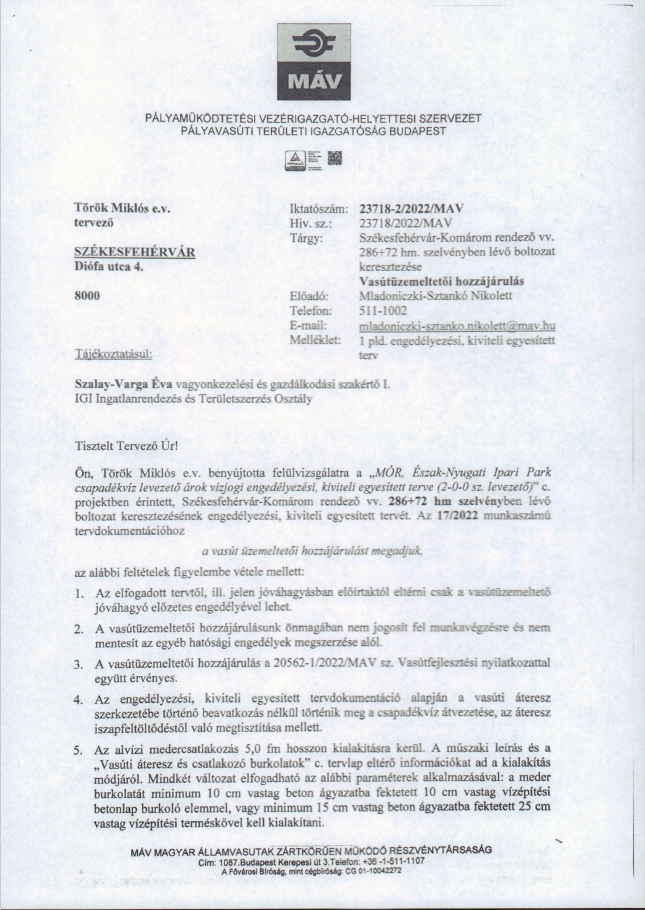 MÁV
PÁLYAMŰKÖDTETÉSI VEZÉRIGAZGATÓ-HELYETTESI SZERVEZET
PÁLYAVASÚTI TERÜLETI IGAZGATÓSÁG BUDAPEST
Török Miklós e.v.
tervező
SZÉKESFEHÉRVÁR
Diófa utca 4.
8000
Iktatószám: 23718-2/2022/MAV
Hiv. sz.: 23718/2022/MAV
Tárgy: Székesfehérvár-Komárom rendező vv.
286+72 hm. szelvényben lévő boltozat
keresztezése
Vasútüzemeltetői hozzájárulás
Előadó: Mladoniczki-Sztankó Nikolett
Telefon: 511-1002
E-mail: mladoniczki-sztanko.nikolett@mav.hu
Melléklet: 1 pld. engedélyezési, kiviteli egyesített
terv
Tájékoztatásul:
Szalay-Varga Éva vagyonkezelési és gazdálkodási szakértő I.
IGI Ingatlanrendezés és Területszerzés Osztály
Tisztelt Tervező Úr!
Ön, Török Miklós e.v. benyújtotta felülvizsgálatra a „MÓR, Észak-Nyugati Ipari Park
csapadékvíz levezető árok vízjogi engedélyezési, kiviteli egyesített terve (2-0-0 sz. levezető)" c.
projektben érintett, Székesfehérvár-Komárom rendező vv. 286+72 hm szelvényben lévő
boltozat keresztezésének engedélyezési, kiviteli egyesített tervét. Az 17/2022 munkaszámú
tervdokumentációhoz
a vasút üzemeltetői hozzájárulást megadjuk,
az alábbi feltételek figyelembe vétele mellett:
1. Az elfogadott tervtől, ill. jelen jóváhagyásban előírtaktól eltérni csak a vasútüzemeltető
jóváhagyó előzetes engedélyével lehet.
2. A vasútüzemeltetői hozzájárulásunk önmagában nem jogosít fel munkavégzésre és nem
mentesít az egyéb hatósági engedélyek megszerzése alól.
3. A vasútüzemeltetői hozzájárulás a 20562-1/2022/MAV sz. Vasútfejlesztési nyilatkozattal
együtt érvényes.
4. Az engedélyezési, kiviteli egyesített tervdokumentáció alapján a vasúti áteresz
szerkezetébe történő beavatkozás nélkül történik meg a csapadékvíz átvezetése, az áteresz
iszapfeltöltődéstől való megtisztítása mellett.
5. Az alvízi medercsatlakozás 5,0 fm hosszon kialakításra kerül. A műszaki leírás és a
„Vasúti áteresz és csatlakozó burkolatok" c. tervlap eltérő információkat ad a kialakítás
módjáról. Mindkét változat elfogadható az alábbi paraméterek alkalmazásával: a meder
burkolatát minimum 10 cm vastag beton ágyazatba fektetett 10 cm vastag vízépítési
betonlap burkoló elemmel, vagy minimum 15 cm vastag beton ágyazatba fektetett 25 cm
vastag vízépítési terméskővel kell kialakítani.
MÁV MAGYAR ÁLLAMVASUTAK ZÁRTKÖRŰEN MŰKÖDŐ RÉSZVÉNYTÁRSASÁG
Cím: 1087.Budapest Kerepesi út 3.Telefon: +36 -1-511-1107
A Fővárosi Bíróság, mint cégbíróság: CG 01-10042272